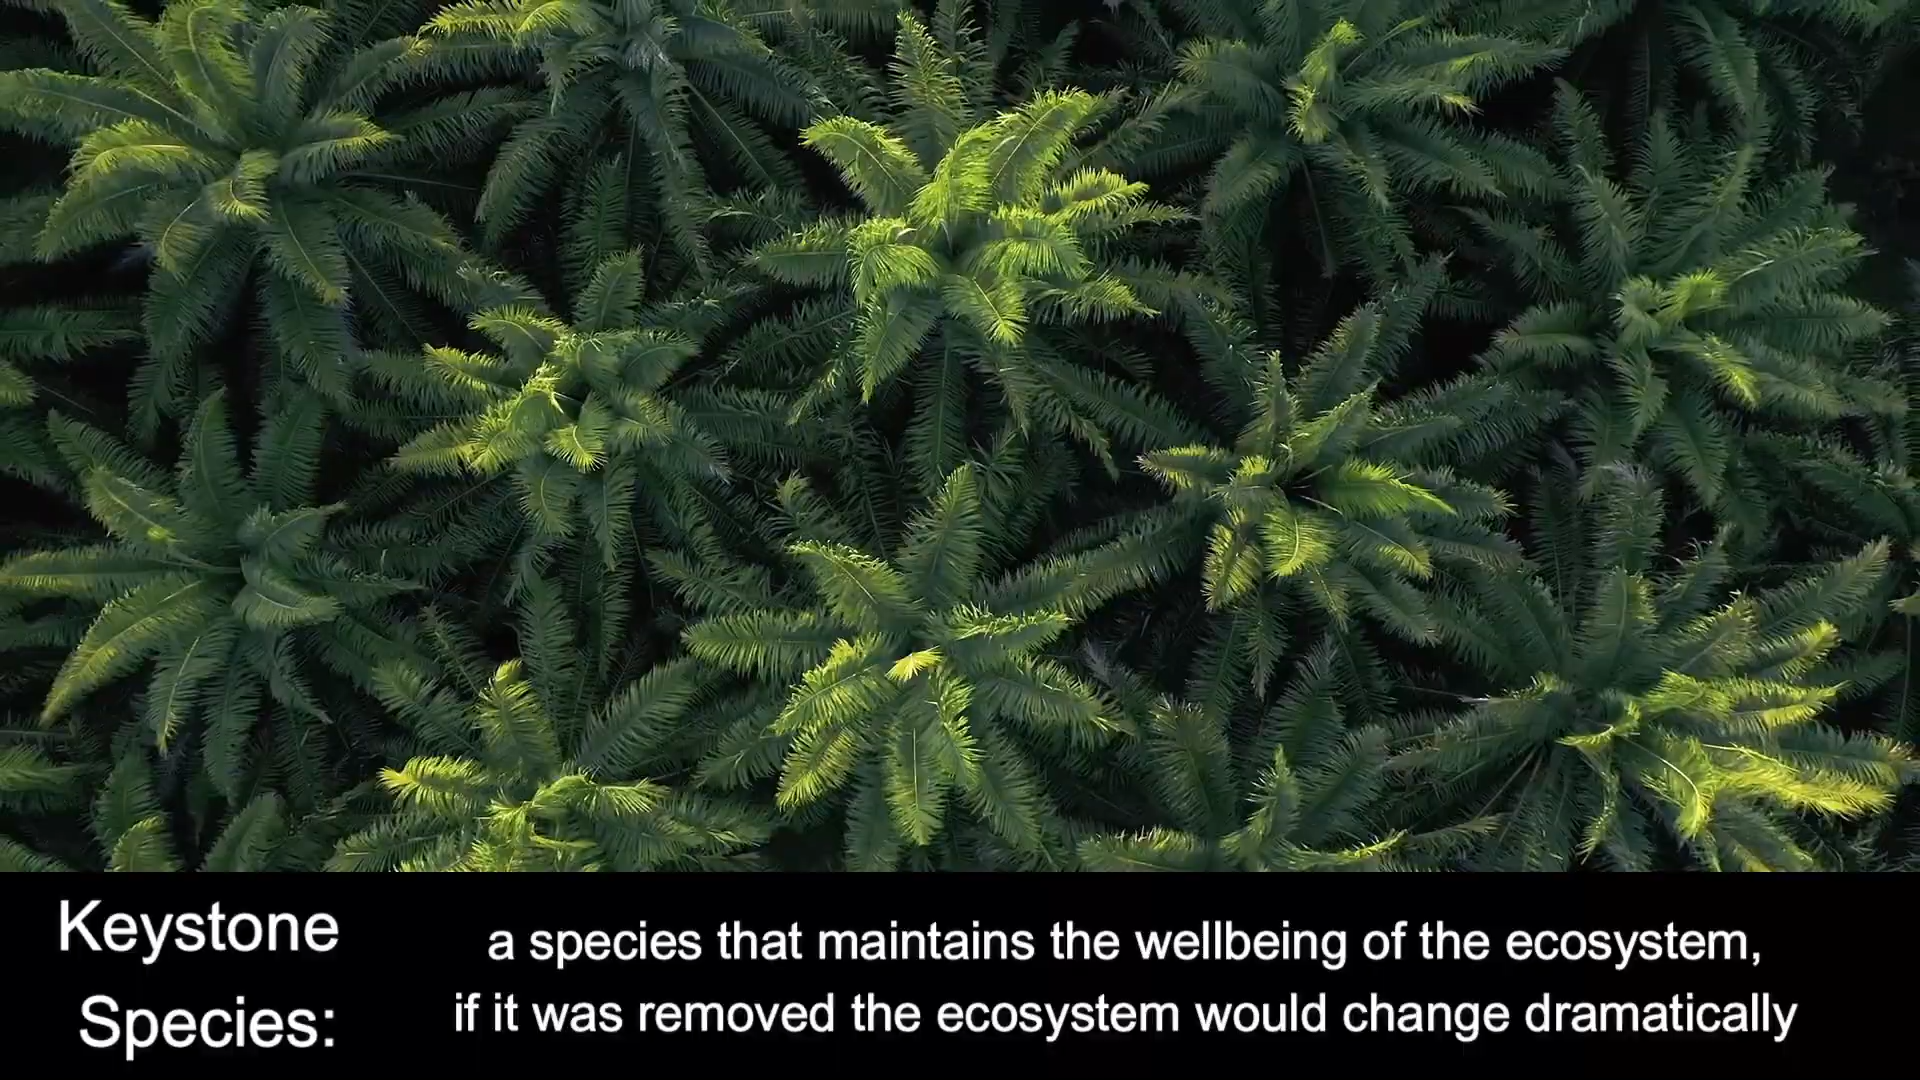 Keystone
Species:
a species that maintains the wellbeing of the ecosystem,
if it was removed the ecosystem would change dramatically